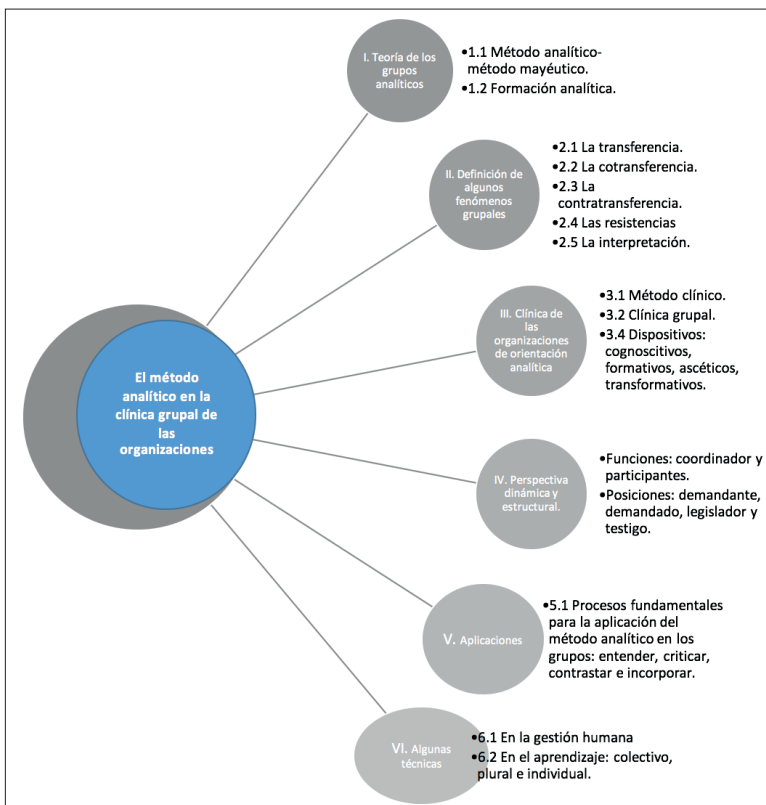 I. Teoría de los
grupos
analíticos
•1.1 Método analítico-
método mayéutico.
•1.2 Formación analítica.
II. Definición de
algunos
fenómenos
grupales
•2.1 La transferencia.
•2.2 La cotransferencia.
•2.3 La
contratransferencia.
•2.4 Las resistencias
•2.5 La interpretación.
III. Clínica de
las
organizaciones
de orientación
analítica
•3.1 Método clínico.
•3.2 Clínica grupal.
•3.4 Dispositivos:
cognoscitivos,
formativos, ascéticos,
transformativos.
El método
analítico en la
clínica grupal de
las
organizaciones
IV. Perspectiva
dinámica y
estructural.
•Funciones: coordinador y
participantes.
•Posiciones: demandante,
demandado, legislador y
testigo.
V. Aplicaciones
•5.1 Procesos fundamentales
para la aplicación del
método analítico en los
grupos: entender, criticar,
contrastar e incorporar.
VI. Algunas
técnicas
•6.1 En la gestión humana
•6.2 En el aprendizaje: colectivo,
plural e individual.